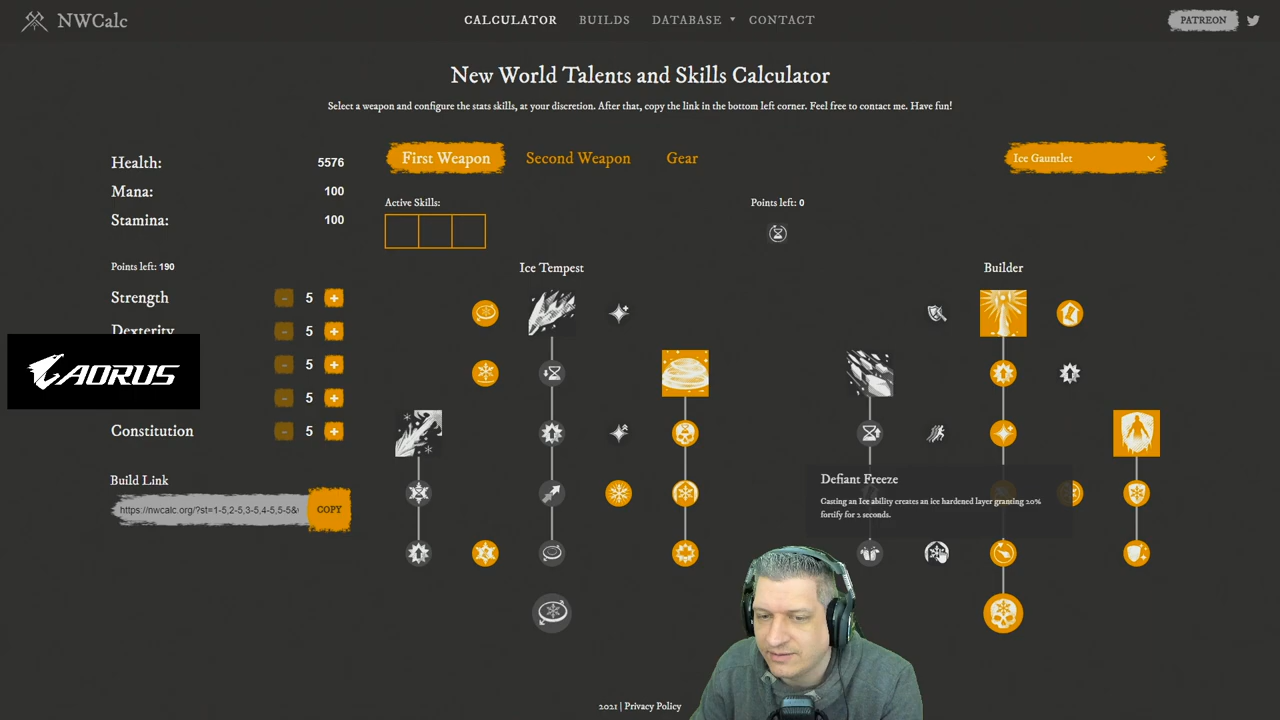 NWCalc
CALCULATOR
BUILDS
DATABASE
CONTACT
PATREON
New World Talents and Skills Calculator
Select a weapon and configure the stats skills, at your discretion. After that, copy the link in the bottom left corner. Feel free to contact me. Have fun!
Health: 5576
Mana: 100
Stamina: 100
First Weapon
Second Weapon
Gear
Ice Gauntlet
Active Skills:
Points left: 0
Points left: 190
Ice Tempest
Builder
Strength - 5 +
Dexterity - 5 +
- 5 +
- 5 +
AORUS
Constitution - 5 +
Build Link
https://nwcalc.org/?st=1-5,2-5,3-5,4-5,5-5&
COPY
Defiant Freeze
Casting an Ice ability creates an ice hardened layer granting 20%
fortify for 2 seconds.
2021 | Privacy Policy